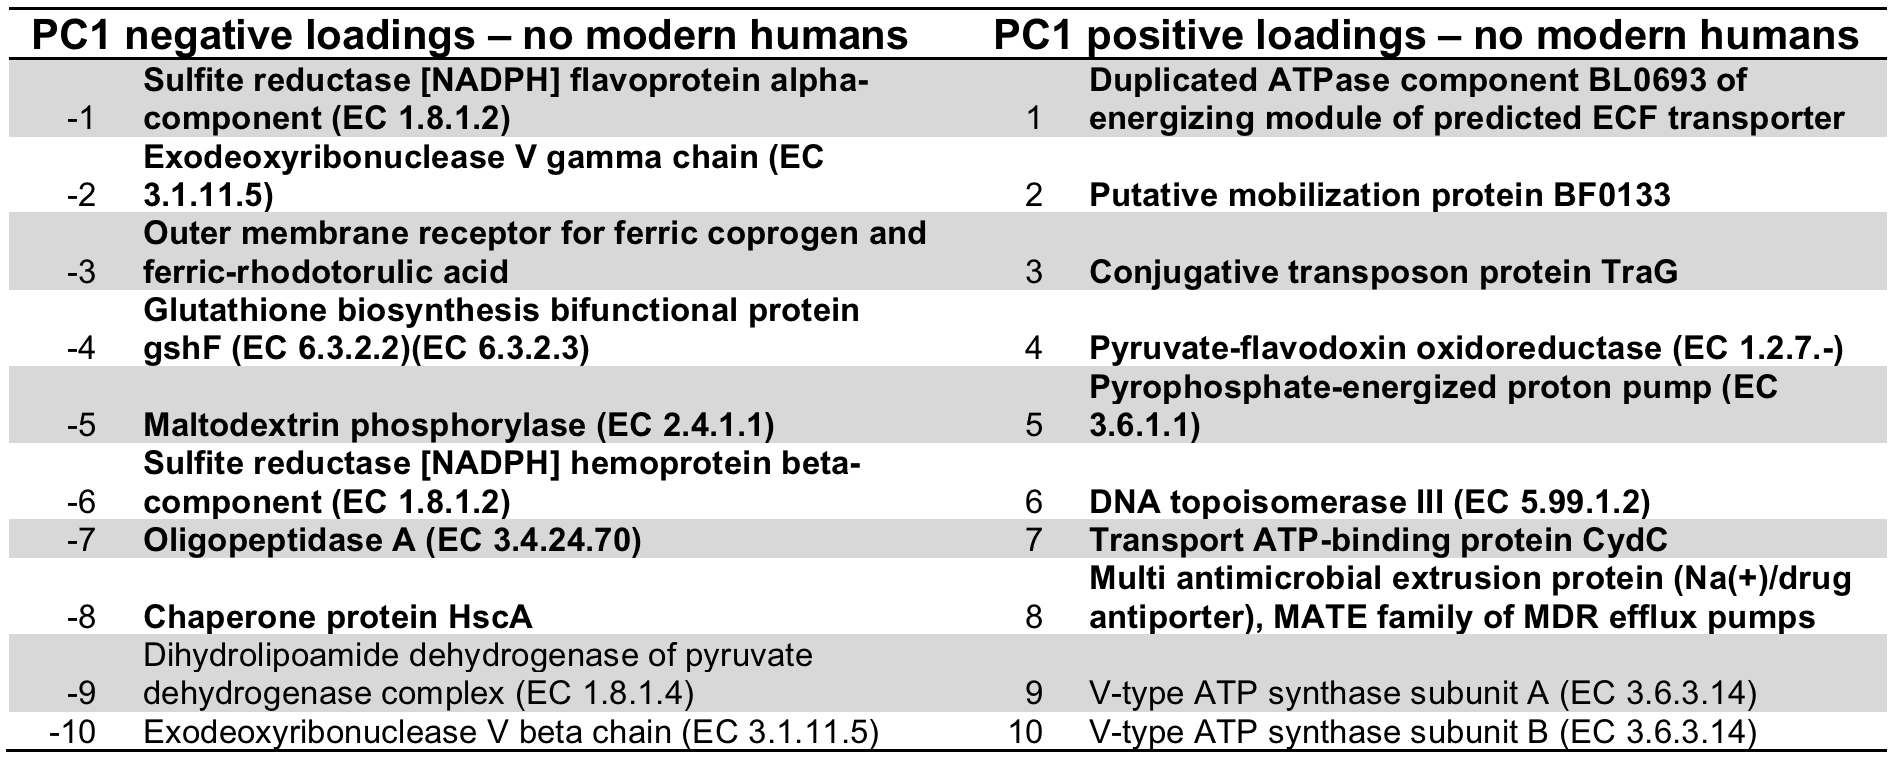 PC1 negative loadings – no modern humans PC1 positive loadings – no modern humans
Sulfite reductase [NADPH] flavoprotein alpha- Duplicated ATPase component BL0693 of
-1 component (EC 1.8.1.2) 1 energizing module of predicted ECF transporter
Exodeoxyribonuclease V gamma chain (EC
-2 3.1.11.5) 2 Putative mobilization protein BF0133
Outer membrane receptor for ferric coprogen and
-3 ferric-rhodotorulic acid 3 Conjugative transposon protein TraG
Glutathione biosynthesis bifunctional protein
-4 gshF (EC 6.3.2.2)(EC 6.3.2.3) 4 Pyruvate-flavodoxin oxidoreductase (EC 1.2.7.-)
Pyrophosphate-energized proton pump (EC
-5 Maltodextrin phosphorylase (EC 2.4.1.1) 5 3.6.1.1)
Sulfite reductase [NADPH] hemoprotein beta-
-6 component (EC 1.8.1.2) 6 DNA topoisomerase III (EC 5.99.1.2)
-7 Oligopeptidase A (EC 3.4.24.70) 7 Transport ATP-binding protein CydC
Multi antimicrobial extrusion protein (Na(+)/drug
-8 Chaperone protein HscA 8 antiporter), MATE family of MDR efflux pumps
Dihydrolipoamide dehydrogenase of pyruvate
-9 dehydrogenase complex (EC 1.8.1.4) 9 V-type ATP synthase subunit A (EC 3.6.3.14)
-10 Exodeoxyribonuclease V beta chain (EC 3.1.11.5) 10 V-type ATP synthase subunit B (EC 3.6.3.14)